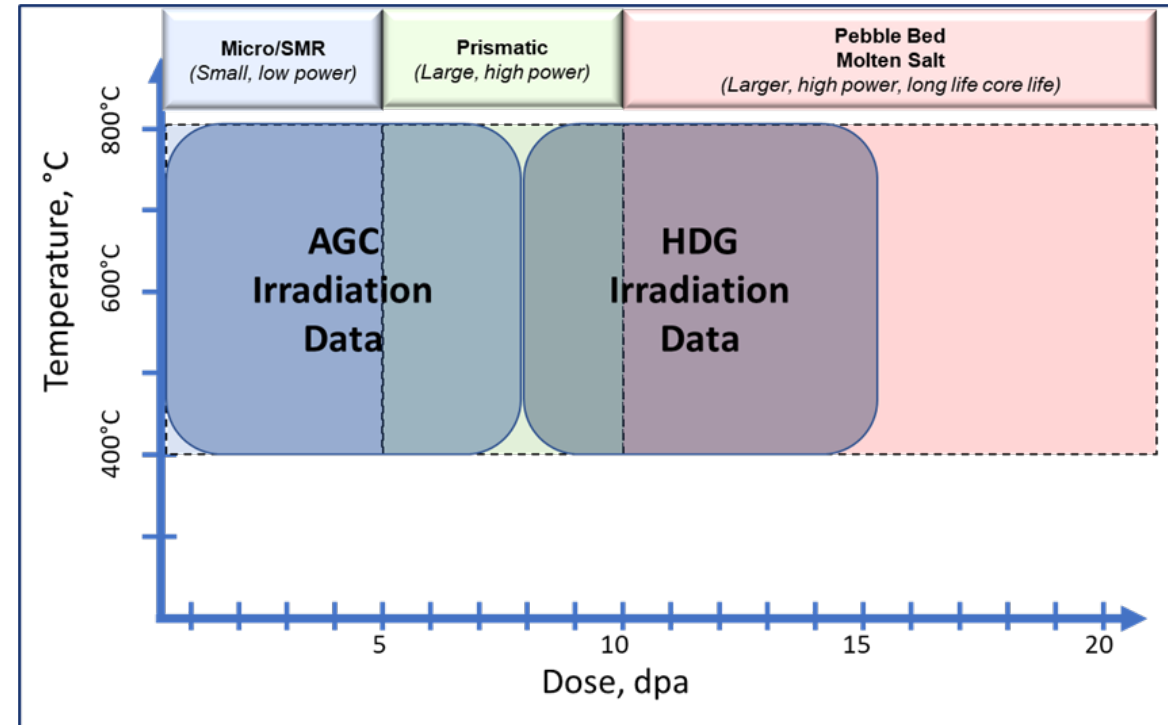 Micro/SMR
(Small, low power)
Prismatic
(Large, high power)
Pebble Bed
Molten Salt
(Larger, high power, long life core life)
Temperature, °C
800°C
600°C
400°C
AGC
Irradiation
Data
HDG
Irradiation
Data
5
10
15
20
Dose, dpa